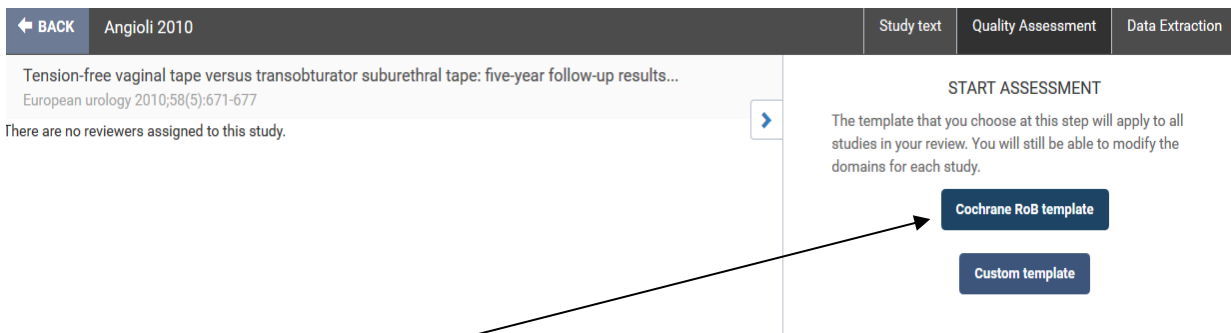 BACK
Angioli 2010
Study text
Quality Assessment
Data Extraction
Tension-free vaginal tape versus transobturator suburethral tape: five-year follow-up results...
European urology 2010;58(5):671-677
There are no reviewers assigned to this study.
START ASSESSMENT
The template that you choose at this step will apply to all
studies in your review. You will still be able to modify the
domains for each study.
Cochrane RoB template
Custom template